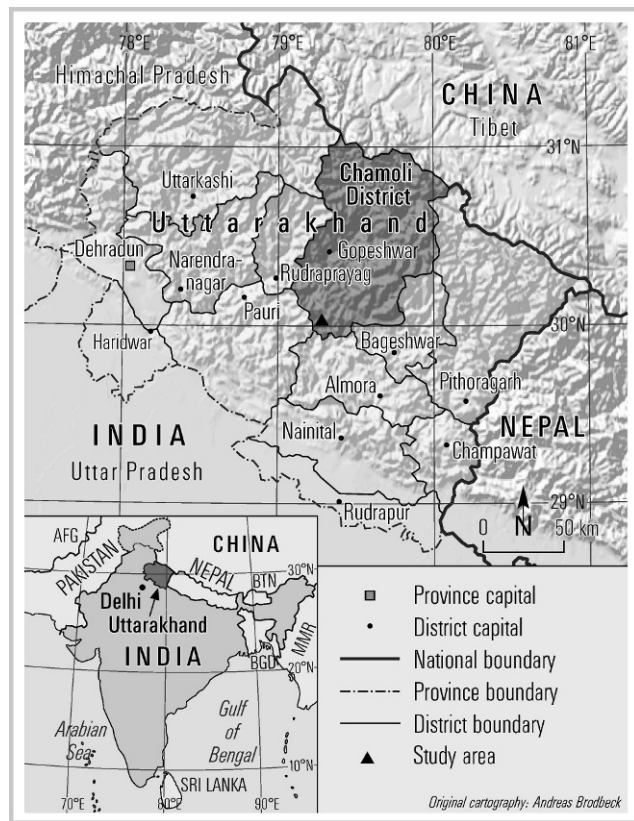 78°E
79°E
80°E
81°E
Himachal Pradesh
CHINA
Tibet
31°N
Chamoli
District
Uttarkashi
Uttarakhand
Gopeshwar
Dehradun
Narendra-
nagar
Rudraprayag
Pauri
30°N
Haridwar
Bageshwar
Almora
Pithoragarh
INDIA
Uttar Pradesh
Nainital
NEPAL
Champawat
29°N
Rudrapur
N
0 50 km
AFG
PAKISTAN
CHINA
30°N
NEPAL
BTN
Delhi
Uttarakhand
INDIA
BGD
MMR
20°N
Arabian
Sea
Gulf
of
Bengal
SRI LANKA
10°N
70°E
80°E
90°E
Province capital
District capital
National boundary
Province boundary
District boundary
Study area
Original cartography: Andreas Brodbeck